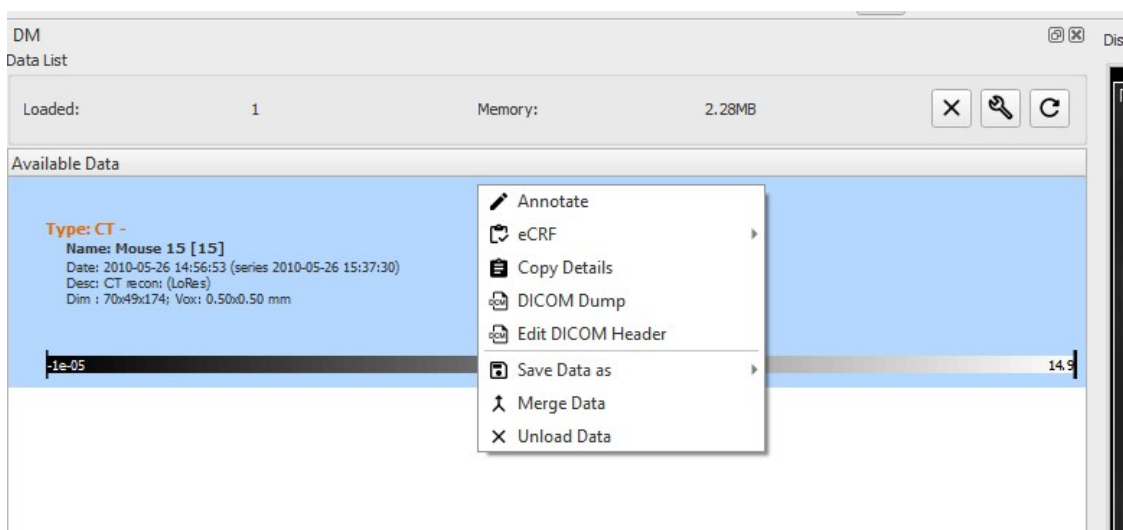 DM
Dis
Data List
Loaded: 1 Memory: 2.28MB
Available Data
Type: CT -
Name: Mouse 15 [15]
Date: 2010-05-26 14:56:53 (series 2010-05-26 15:37:30)
Desc: CT recon: (LoRes)
Dim : 70x49x174; Vox: 0.50x0.50 mm
-1e-05
14.9
Annotate
eCRF
Copy Details
DCM DICOM Dump
DCM Edit DICOM Header
Save Data as
Merge Data
Unload Data